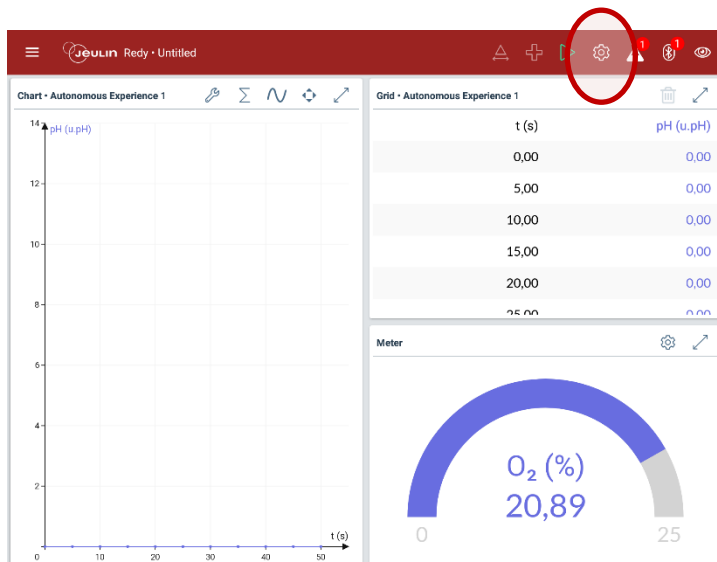 Jeulin Redy • Untitled
1
1
Chart • Autonomous Experience 1
14
pH (u.pH)
12
10
8
6
4
2
0
10
20
30
40
50
t (s)
Grid • Autonomous Experience 1
t (s) pH (u.pH)
0,00 0,00
5,00 0,00
10,00 0,00
15,00 0,00
20,00 0,00
25,00 0,00
Meter
O₂ (%)
20,89
0 25